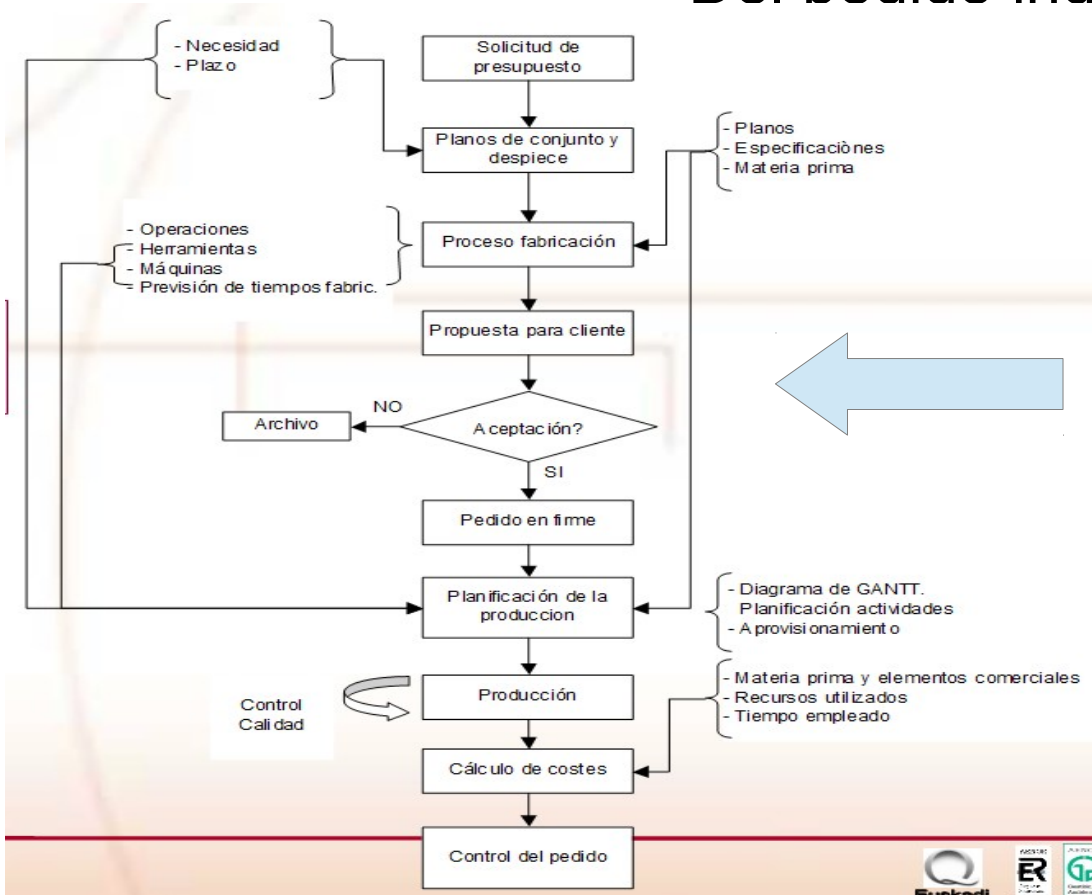 - Necesidad
- Plazo
Solicitud de
presupuesto
Planos de conjunto y
despiece
- Planos
- Especificaciònes
- Materia prima
- Operaciones
- Herramientas
- Máquinas
- Previsión de tiempos fabric.
Proceso fabricación
Propuesta para cliente
NO
Archivo
Aceptación?
SI
Pedido en firme
Planificación de la
produccion
- Diagrama de GANTT.
Planificación actividades
- Aprovisionamiento
Control
Calidad
Producción
- Materia prima y elementos comerciales
- Recursos utilizados
- Tiempo empleado
Cálculo de costes
Control del pedido
Euskadi
ER